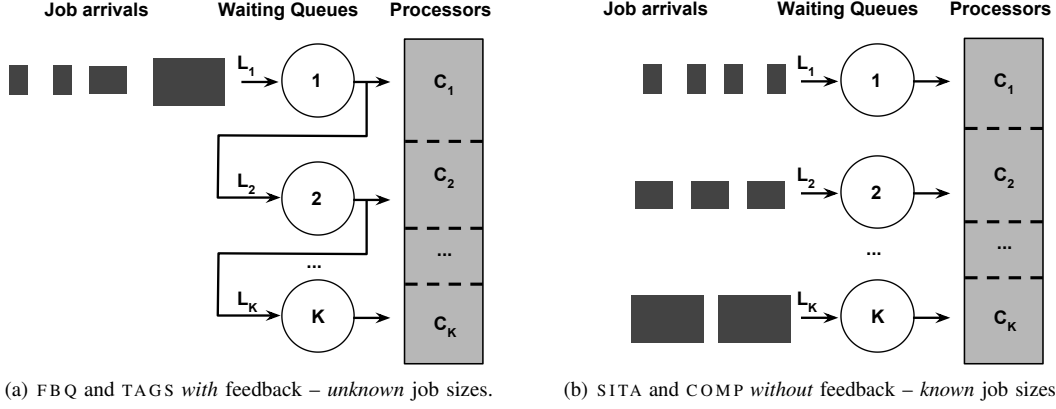 Job arrivals Waiting Queues Processors
L1 1 C1
L2 2 C2
... ...
LK K CK
(a) FBQ and TAGS with feedback – unknown job sizes.
Job arrivals Waiting Queues Processors
L1 1 C1
L2 2 C2
... ...
LK K CK
(b) SITA and COMP without feedback – known job sizes